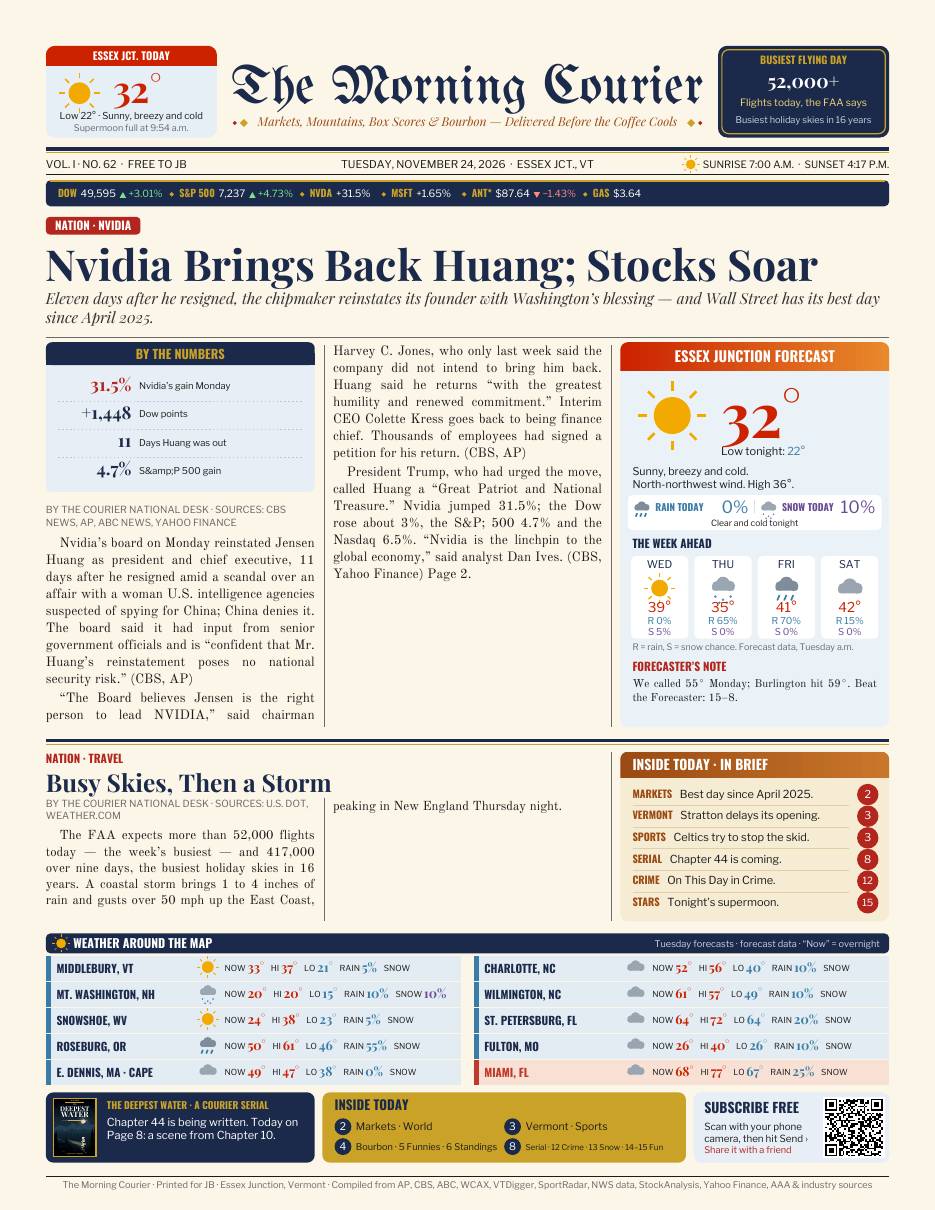 ESSEX JCT. TODAY
32°
Low 22° · Sunny, breezy and cold
Supermoon full at 9:54 a.m.
The Morning Courier
Markets, Mountains, Box Scores & Bourbon — Delivered Before the Coffee Cools
BUSIEST FLYING DAY
52,000+
Flights today, the FAA says
Busiest holiday skies in 16 years
VOL. I · NO. 62 · FREE TO JB
TUESDAY, NOVEMBER 24, 2026 · ESSEX JCT., VT
SUNRISE 7:00 A.M. · SUNSET 4:17 P.M.
DOW 49,595 ▲ +3.01% ◆ S&P 500 7,237 ▲ +4.73% ◆ NVDA +31.5% ◆ MSFT +1.65% ◆ ANT* $87.64 ▼ −1.43% ◆ GAS $3.64
NATION · NVIDIA
Nvidia Brings Back Huang; Stocks Soar
Eleven days after he resigned, the chipmaker reinstates its founder with Washington's blessing — and Wall Street has its best day
since April 2025.
BY THE NUMBERS
31.5% Nvidia's gain Monday
+1,448 Dow points
11 Days Huang was out
4.7% S&amp;P 500 gain
BY THE COURIER NATIONAL DESK · SOURCES: CBS
NEWS, AP, ABC NEWS, YAHOO FINANCE
Nvidia's board on Monday reinstated Jensen
Huang as president and chief executive, 11
days after he resigned amid a scandal over an
affair with a woman U.S. intelligence agencies
suspected of spying for China; China denies it.
The board said it had input from senior
government officials and is "confident that Mr.
Huang's reinstatement poses no national
security risk." (CBS, AP)
"The Board believes Jensen is the right
person to lead NVIDIA," said chairman
Harvey C. Jones, who only last week said the
company did not intend to bring him back.
Huang said he returns "with the greatest
humility and renewed commitment." Interim
CEO Colette Kress goes back to being finance
chief. Thousands of employees had signed a
petition for his return. (CBS, AP)
President Trump, who had urged the move,
called Huang a "Great Patriot and National
Treasure." Nvidia jumped 31.5%; the Dow
rose about 3%, the S&P; 500 4.7% and the
Nasdaq 6.5%. "Nvidia is the linchpin to the
global economy," said analyst Dan Ives. (CBS,
Yahoo Finance) Page 2.
ESSEX JUNCTION FORECAST
32°
Low tonight: 22°
Sunny, breezy and cold.
North-northwest wind. High 36°.
RAIN TODAY 0% SNOW TODAY 10%
Clear and cold tonight
THE WEEK AHEAD
WED THU FRI SAT
39° 35° 41° 42°
R 0% R 65% R 70% R 15%
S 5% S 0% S 0% S 0%
R = rain, S = snow chance. Forecast data, Tuesday a.m.
FORECASTER'S NOTE
We called 55° Monday; Burlington hit 59°. Beat
the Forecaster: 15–8.
NATION · TRAVEL
Busy Skies, Then a Storm
BY THE COURIER NATIONAL DESK · SOURCES: U.S. DOT,
WEATHER.COM
The FAA expects more than 52,000 flights
today — the week's busiest — and 417,000
over nine days, the busiest holiday skies in 16
years. A coastal storm brings 1 to 4 inches of
rain and gusts over 50 mph up the East Coast,
peaking in New England Thursday night.
INSIDE TODAY · IN BRIEF
MARKETS Best day since April 2025. 2
VERMONT Stratton delays its opening. 3
SPORTS Celtics try to stop the skid. 3
SERIAL Chapter 44 is coming. 8
CRIME On This Day in Crime. 12
STARS Tonight's supermoon. 15
WEATHER AROUND THE MAP
Tuesday forecasts · forecast data · "Now" = overnight
MIDDLEBURY, VT NOW 33° HI 37° LO 21° RAIN 5% SNOW
MT. WASHINGTON, NH NOW 20° HI 20° LO 15° RAIN 10% SNOW 10%
SNOWSHOE, WV NOW 24° HI 38° LO 23° RAIN 5% SNOW
ROSEBURG, OR NOW 50° HI 61° LO 46° RAIN 55% SNOW
E. DENNIS, MA · CAPE NOW 49° HI 47° LO 38° RAIN 0% SNOW
CHARLOTTE, NC NOW 52° HI 56° LO 40° RAIN 10% SNOW
WILMINGTON, NC NOW 61° HI 57° LO 49° RAIN 10% SNOW
ST. PETERSBURG, FL NOW 64° HI 72° LO 64° RAIN 20% SNOW
FULTON, MO NOW 26° HI 40° LO 26° RAIN 10% SNOW
MIAMI, FL NOW 68° HI 77° LO 67° RAIN 25% SNOW
DEEPEST
WATER
THE DEEPEST WATER · A COURIER SERIAL
Chapter 44 is being written. Today on
Page 8: a scene from Chapter 10.
INSIDE TODAY
2 Markets · World
3 Vermont · Sports
4 Bourbon · 5 Funnies · 6 Standings
8 Serial · 12 Crime · 13 Snow · 14–15 Fun
SUBSCRIBE FREE
Scan with your phone
camera, then hit Send ›
Share it with a friend
The Morning Courier · Printed for JB · Essex Junction, Vermont · Compiled from AP, CBS, ABC, WCAX, VTDigger, SportRadar, NWS data, StockAnalysis, Yahoo Finance, AAA & industry sources